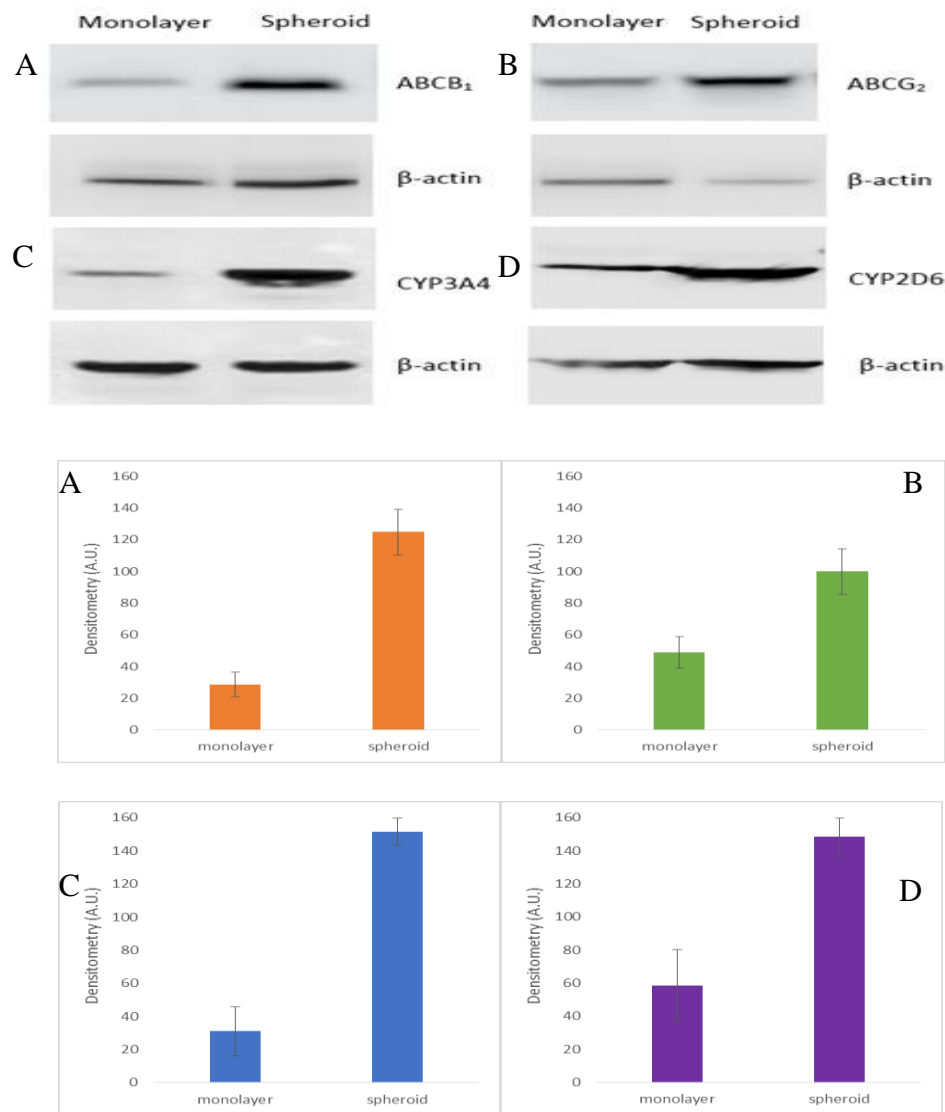 Monolayer Spheroid Monolayer Spheroid
A ABCB₁ B ABCG₂
β-actin β-actin
C CYP3A4 D CYP2D6
β-actin β-actin
A
160
140
120
100
80
60
40
20
0
Densitometry (A.U.)
monolayer spheroid
B
160
140
120
100
80
60
40
20
0
Densitometry (A.U.)
monolayer spheroid
C
160
140
120
100
80
60
40
20
0
Densitometry (A.U.)
monolayer spheroid
D
160
140
120
100
80
60
40
20
0
Densitometry (A.U.)
monolayer spheroid